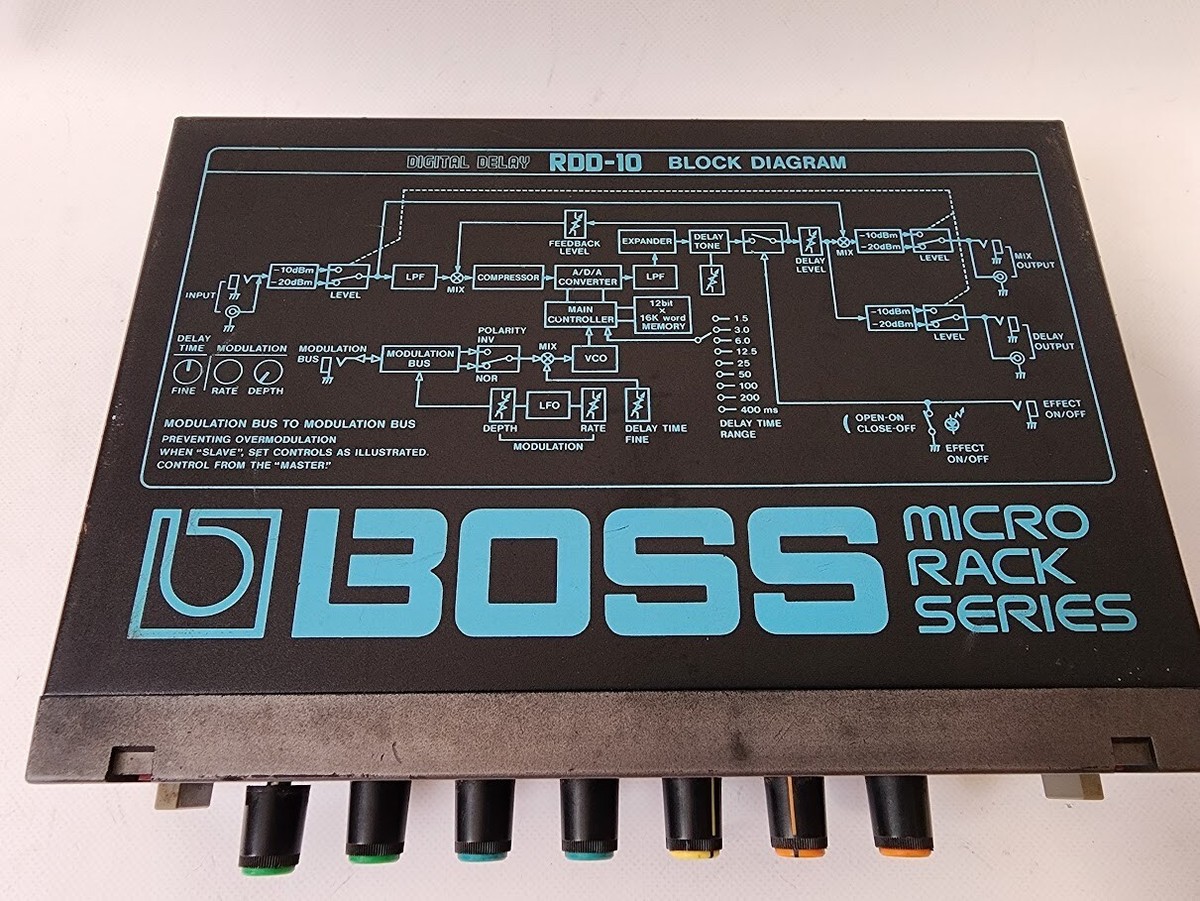 DIGITAL DELAY RDD-10 BLOCK DIAGRAM
FEEDBACK
LEVEL
EXPANDER
DELAY
TONE
DELAY
LEVEL
MIX
-10dBm
-20dBm
LEVEL
MIX
OUTPUT
INPUT
-10dBm
-20dBm
LEVEL
LPF
MIX
COMPRESSOR
A/D/A
CONVERTER
LPF
MAIN
CONTROLLER
12bit
×
16K word
MEMORY
-10dBm
-20dBm
LEVEL
DELAY
OUTPUT
1.5
3.0
6.0
12.5
25
50
100
200
400 ms
DELAY TIME
RANGE
DELAY
TIME
MODULATION
FINE
RATE
DEPTH
MODULATION
BUS
MODULATION
BUS
POLARITY
INV
NOR
MIX
VCO
DEPTH
LFO
RATE
MODULATION
DELAY TIME
FINE
(OPEN-ON
CLOSE-OFF
EFFECT
ON/OFF
EFFECT
ON/OFF
MODULATION BUS TO MODULATION BUS
PREVENTING OVERMODULATION
WHEN "SLAVE", SET CONTROLS AS ILLUSTRATED.
CONTROL FROM THE "MASTER."
BOSS
MICRO
RACK
SERIES